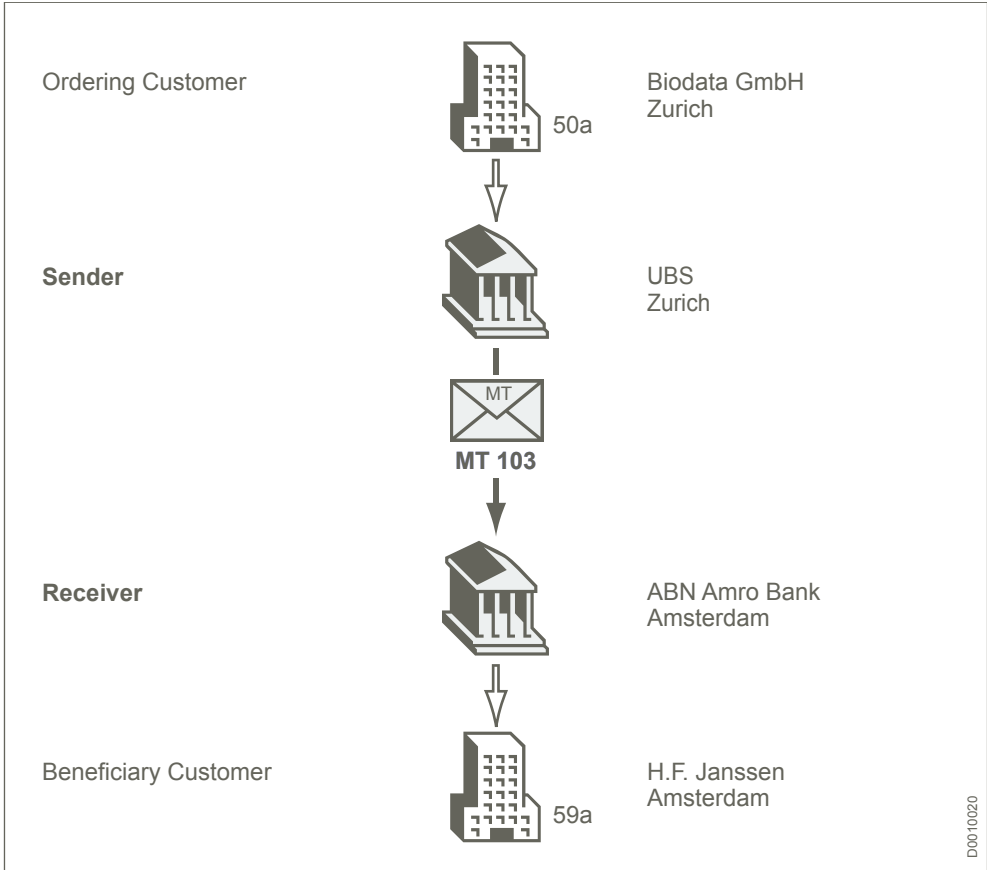 Ordering Customer
50a
Biodata GmbH
Zurich
Sender
UBS
Zurich
MT
MT 103
Receiver
ABN Amro Bank
Amsterdam
Beneficiary Customer
59a
H.F. Janssen
Amsterdam
D0010020